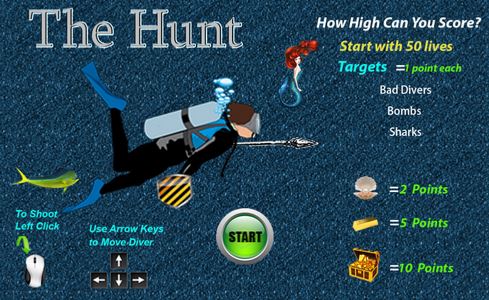 The Hunt
How High Can You Score?
Start with 50 lives
Targets =1 point each
Bad Divers
Bombs
Sharks
=2 Points
=5 Points
=10 Points
To Shoot
Left Click
Use Arrow Keys
to Move Diver
START